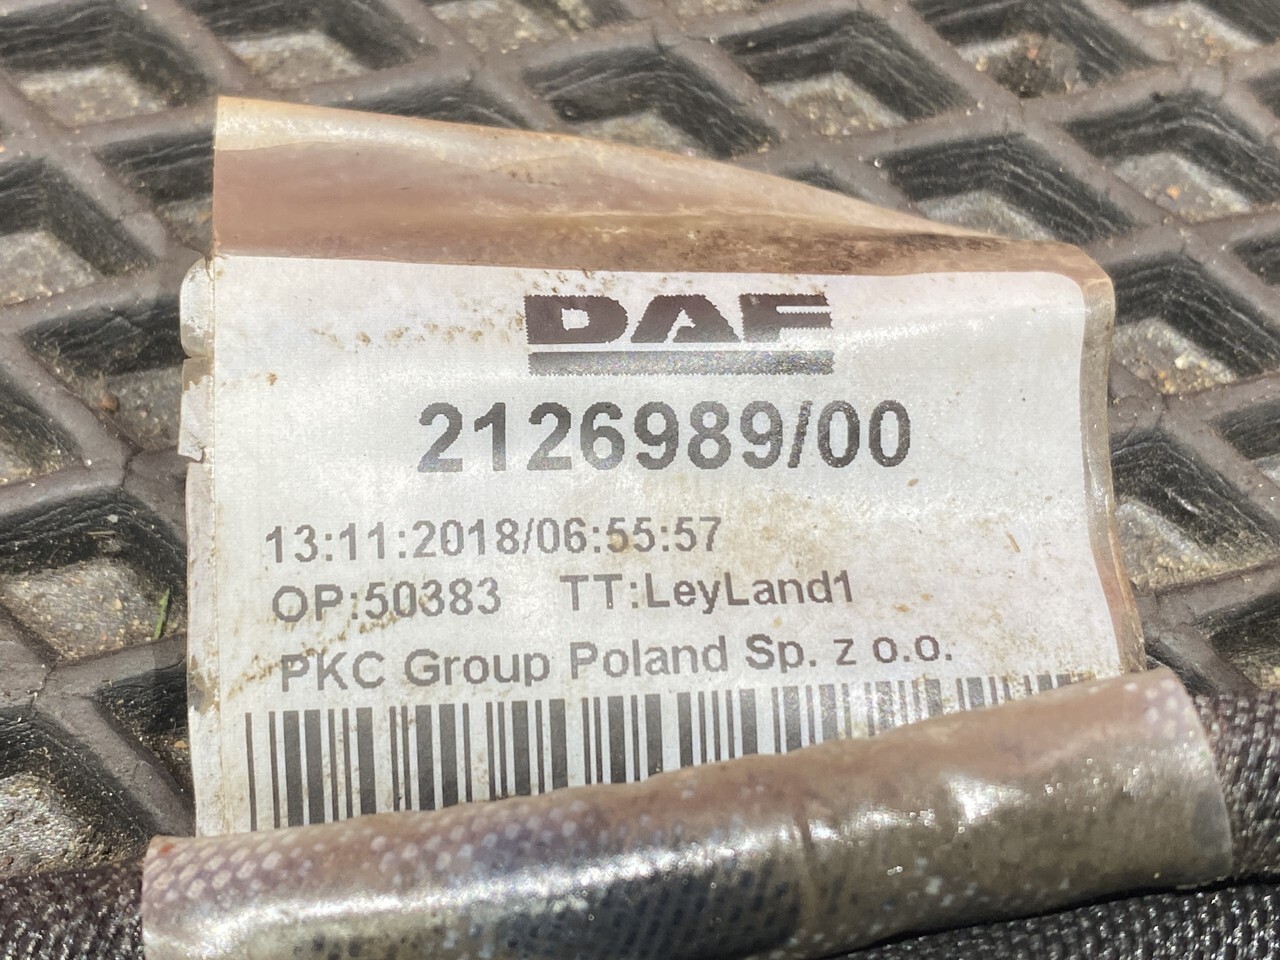 DAF
2126989/00
13:11:2018/06:55:57
OP:50383 TT:LeyLand1
PKC Group Poland Sp. z o.o.